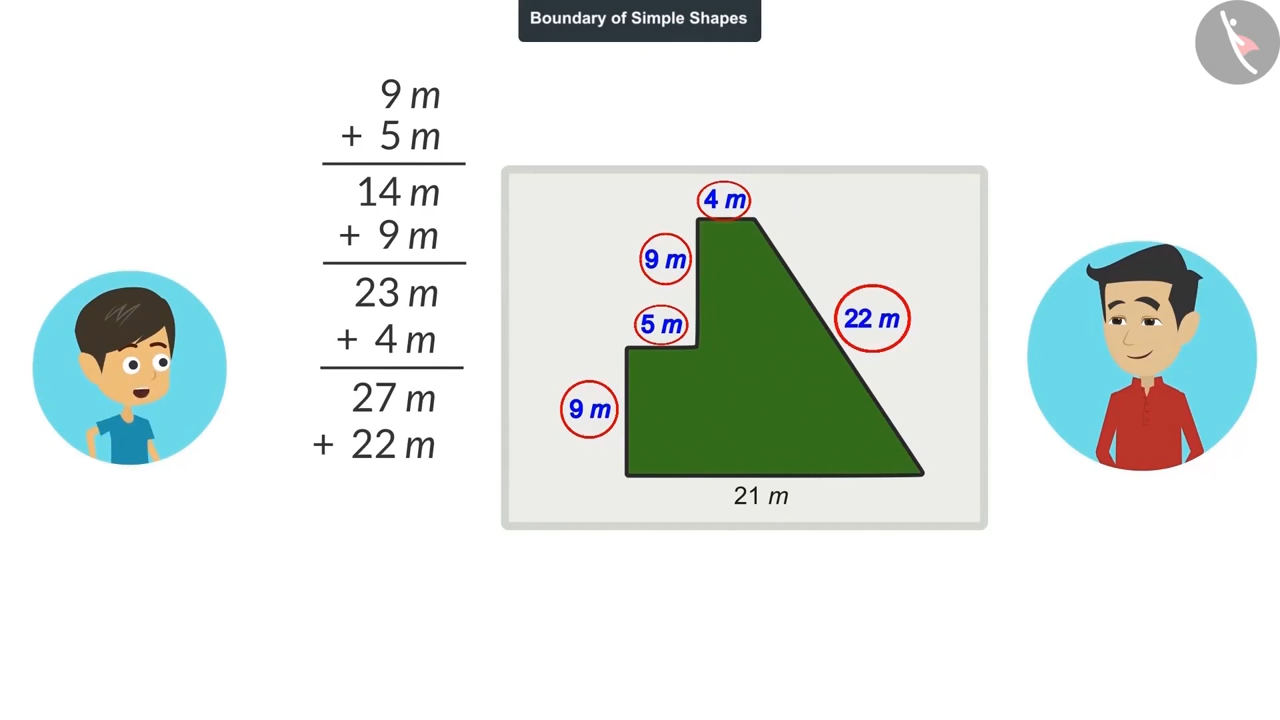 Boundary of Simple Shapes
9 m
+ 5 m
14 m
+ 9 m
23 m
+ 4 m
27 m
+ 22 m
4 m
9 m
5 m
22 m
9 m
21 m